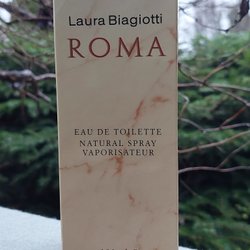 Laura Biagiotti
ROMA
EAU DE TOILETTE
NATURAL SPRAY
VAPORISATEUR